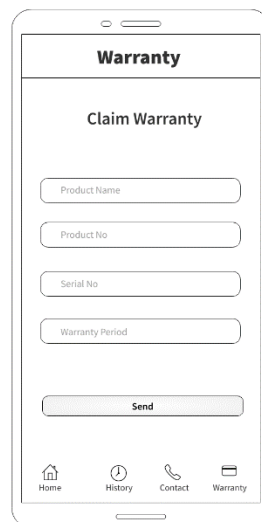 Warranty
Claim Warranty
Product Name
Product No
Serial No
Warranty Period
Send
Home History Contact Warranty